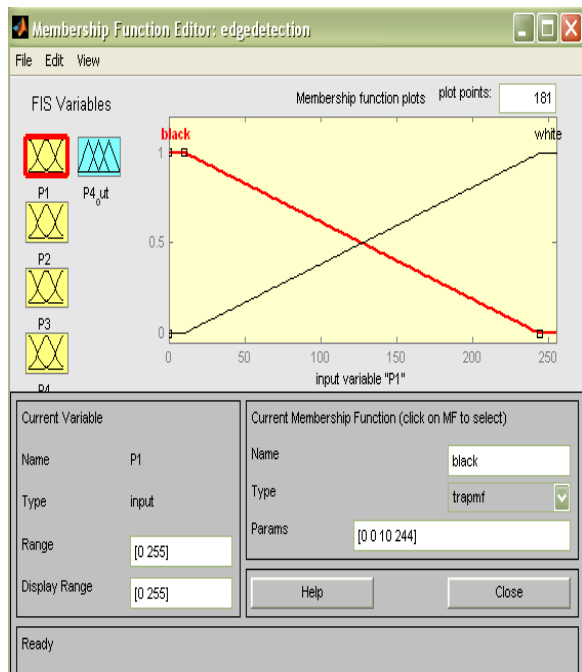 Membership Function Editor: edgedetection
File Edit View
FIS Variables
Membership function plots plot points: 181
black white
P1 P4_out
P2
P3
P4
1
0.5
0
0 50 100 150 200 250
input variable "P1"
Current Variable
Name P1
Type input
Range [0 255]
Display Range [0 255]
Current Membership Function (click on MF to select)
Name black
Type trapmf
Params [0 0 10 244]
Help Close
Ready